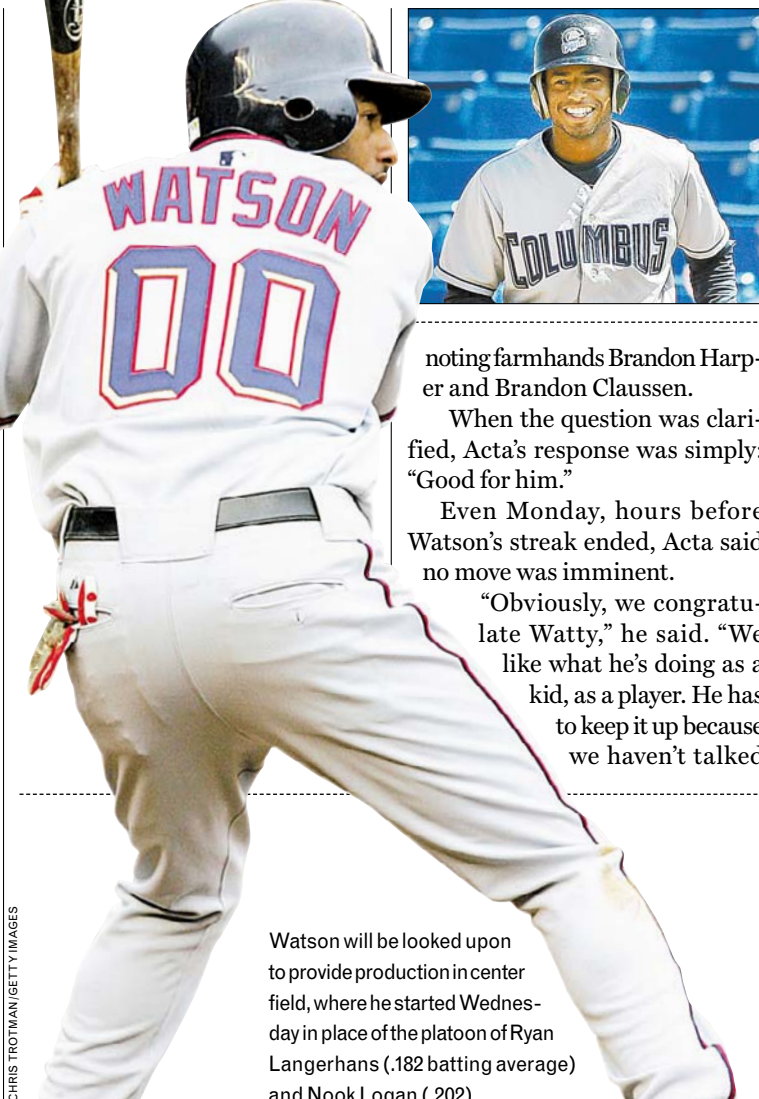 WATSON
00
COLUMBUS
noting farmhands Brandon Harp-
er and Brandon Claussen.
When the question was clari-
fied, Acta's response was simply:
“Good for him.”
Even Monday, hours before
Watson's streak ended, Acta said
no move was imminent.
“Obviously, we congratu-
late Watty,” he said. “We
like what he's doing as a
kid, as a player. He has
to keep it up because
we haven't talked
CHRIS TROTMAN/GETTY IMAGES
Watson will be looked upon
to provide production in center
field, where he started Wednes-
day in place of the platoon of Ryan
Langerhans (.182 batting average)
and Nook Logan (.202)